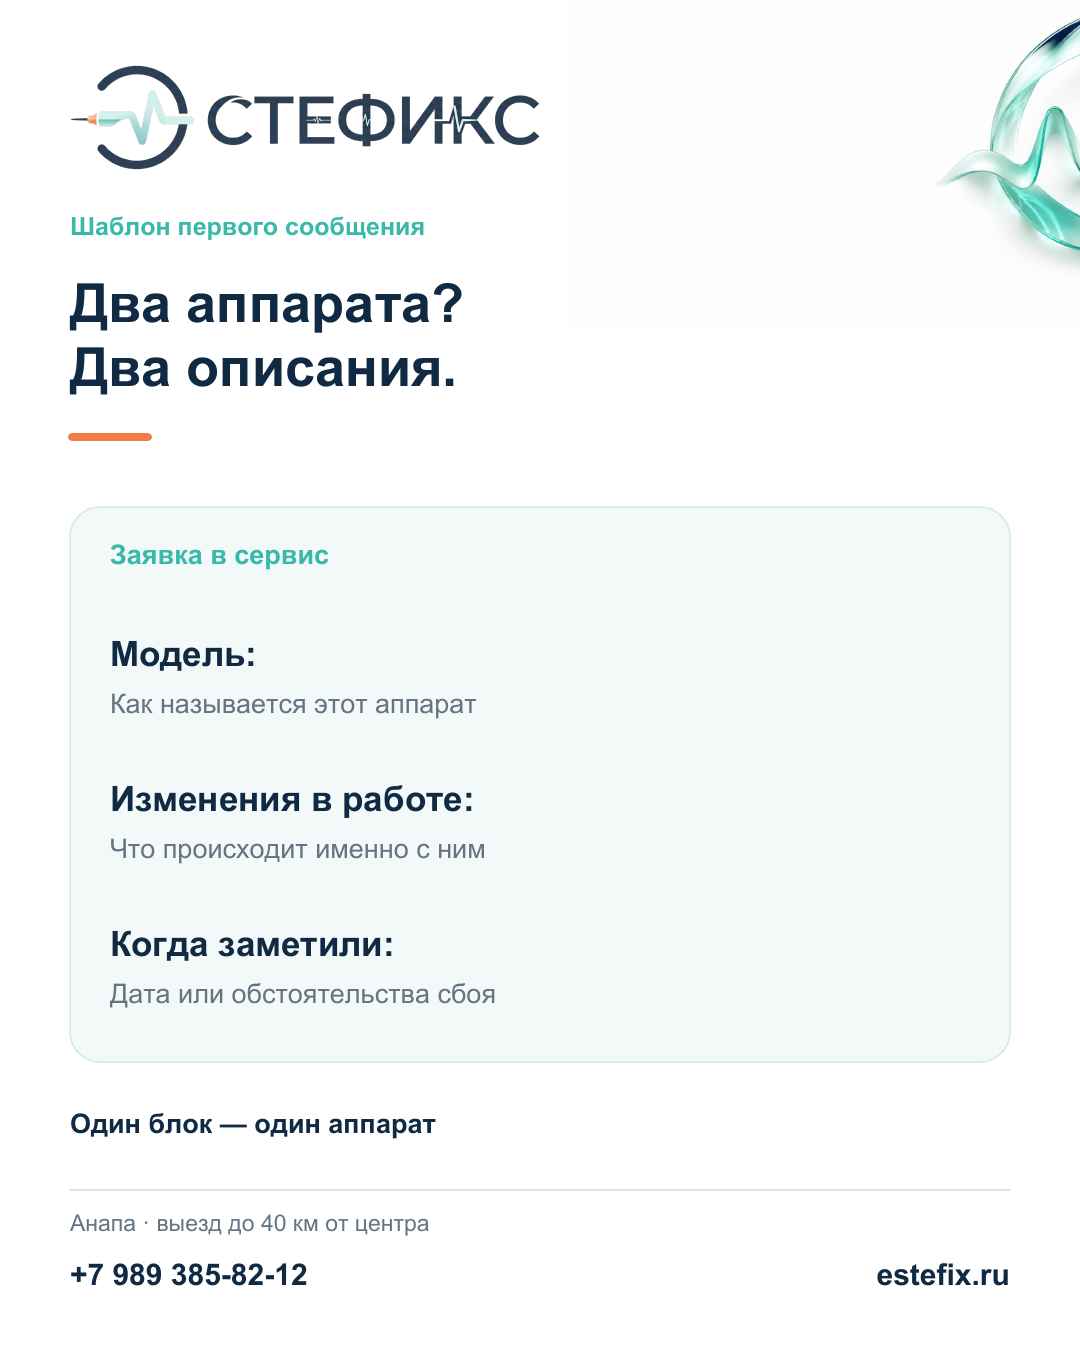 СТЕФИКС
Шаблон первого сообщения
Два аппарата?
Два описания.
Заявка в сервис
Модель:
Как называется этот аппарат
Изменения в работе:
Что происходит именно с ним
Когда заметили:
Дата или обстоятельства сбоя
Один блок — один аппарат
Анапа · выезд до 40 км от центра
+7 989 385-82-12
estefix.ru